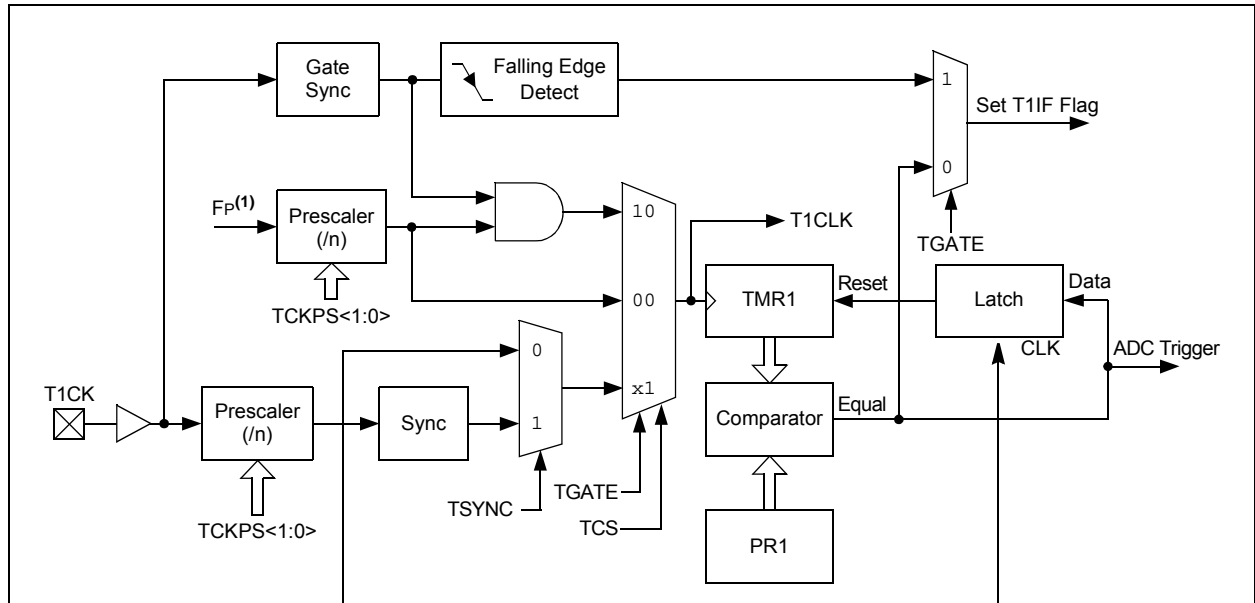 Gate
Sync
Falling Edge
Detect
1
Set T1IF Flag
0
TGATE
FP(1)
Prescaler
(/n)
TCKPS<1:0>
10
00
x1
T1CLK
TMR1
Reset
Latch
Data
CLK
ADC Trigger
T1CK
Prescaler
(/n)
TCKPS<1:0>
Sync
0
1
TSYNC
TGATE
TCS
Comparator
Equal
PR1